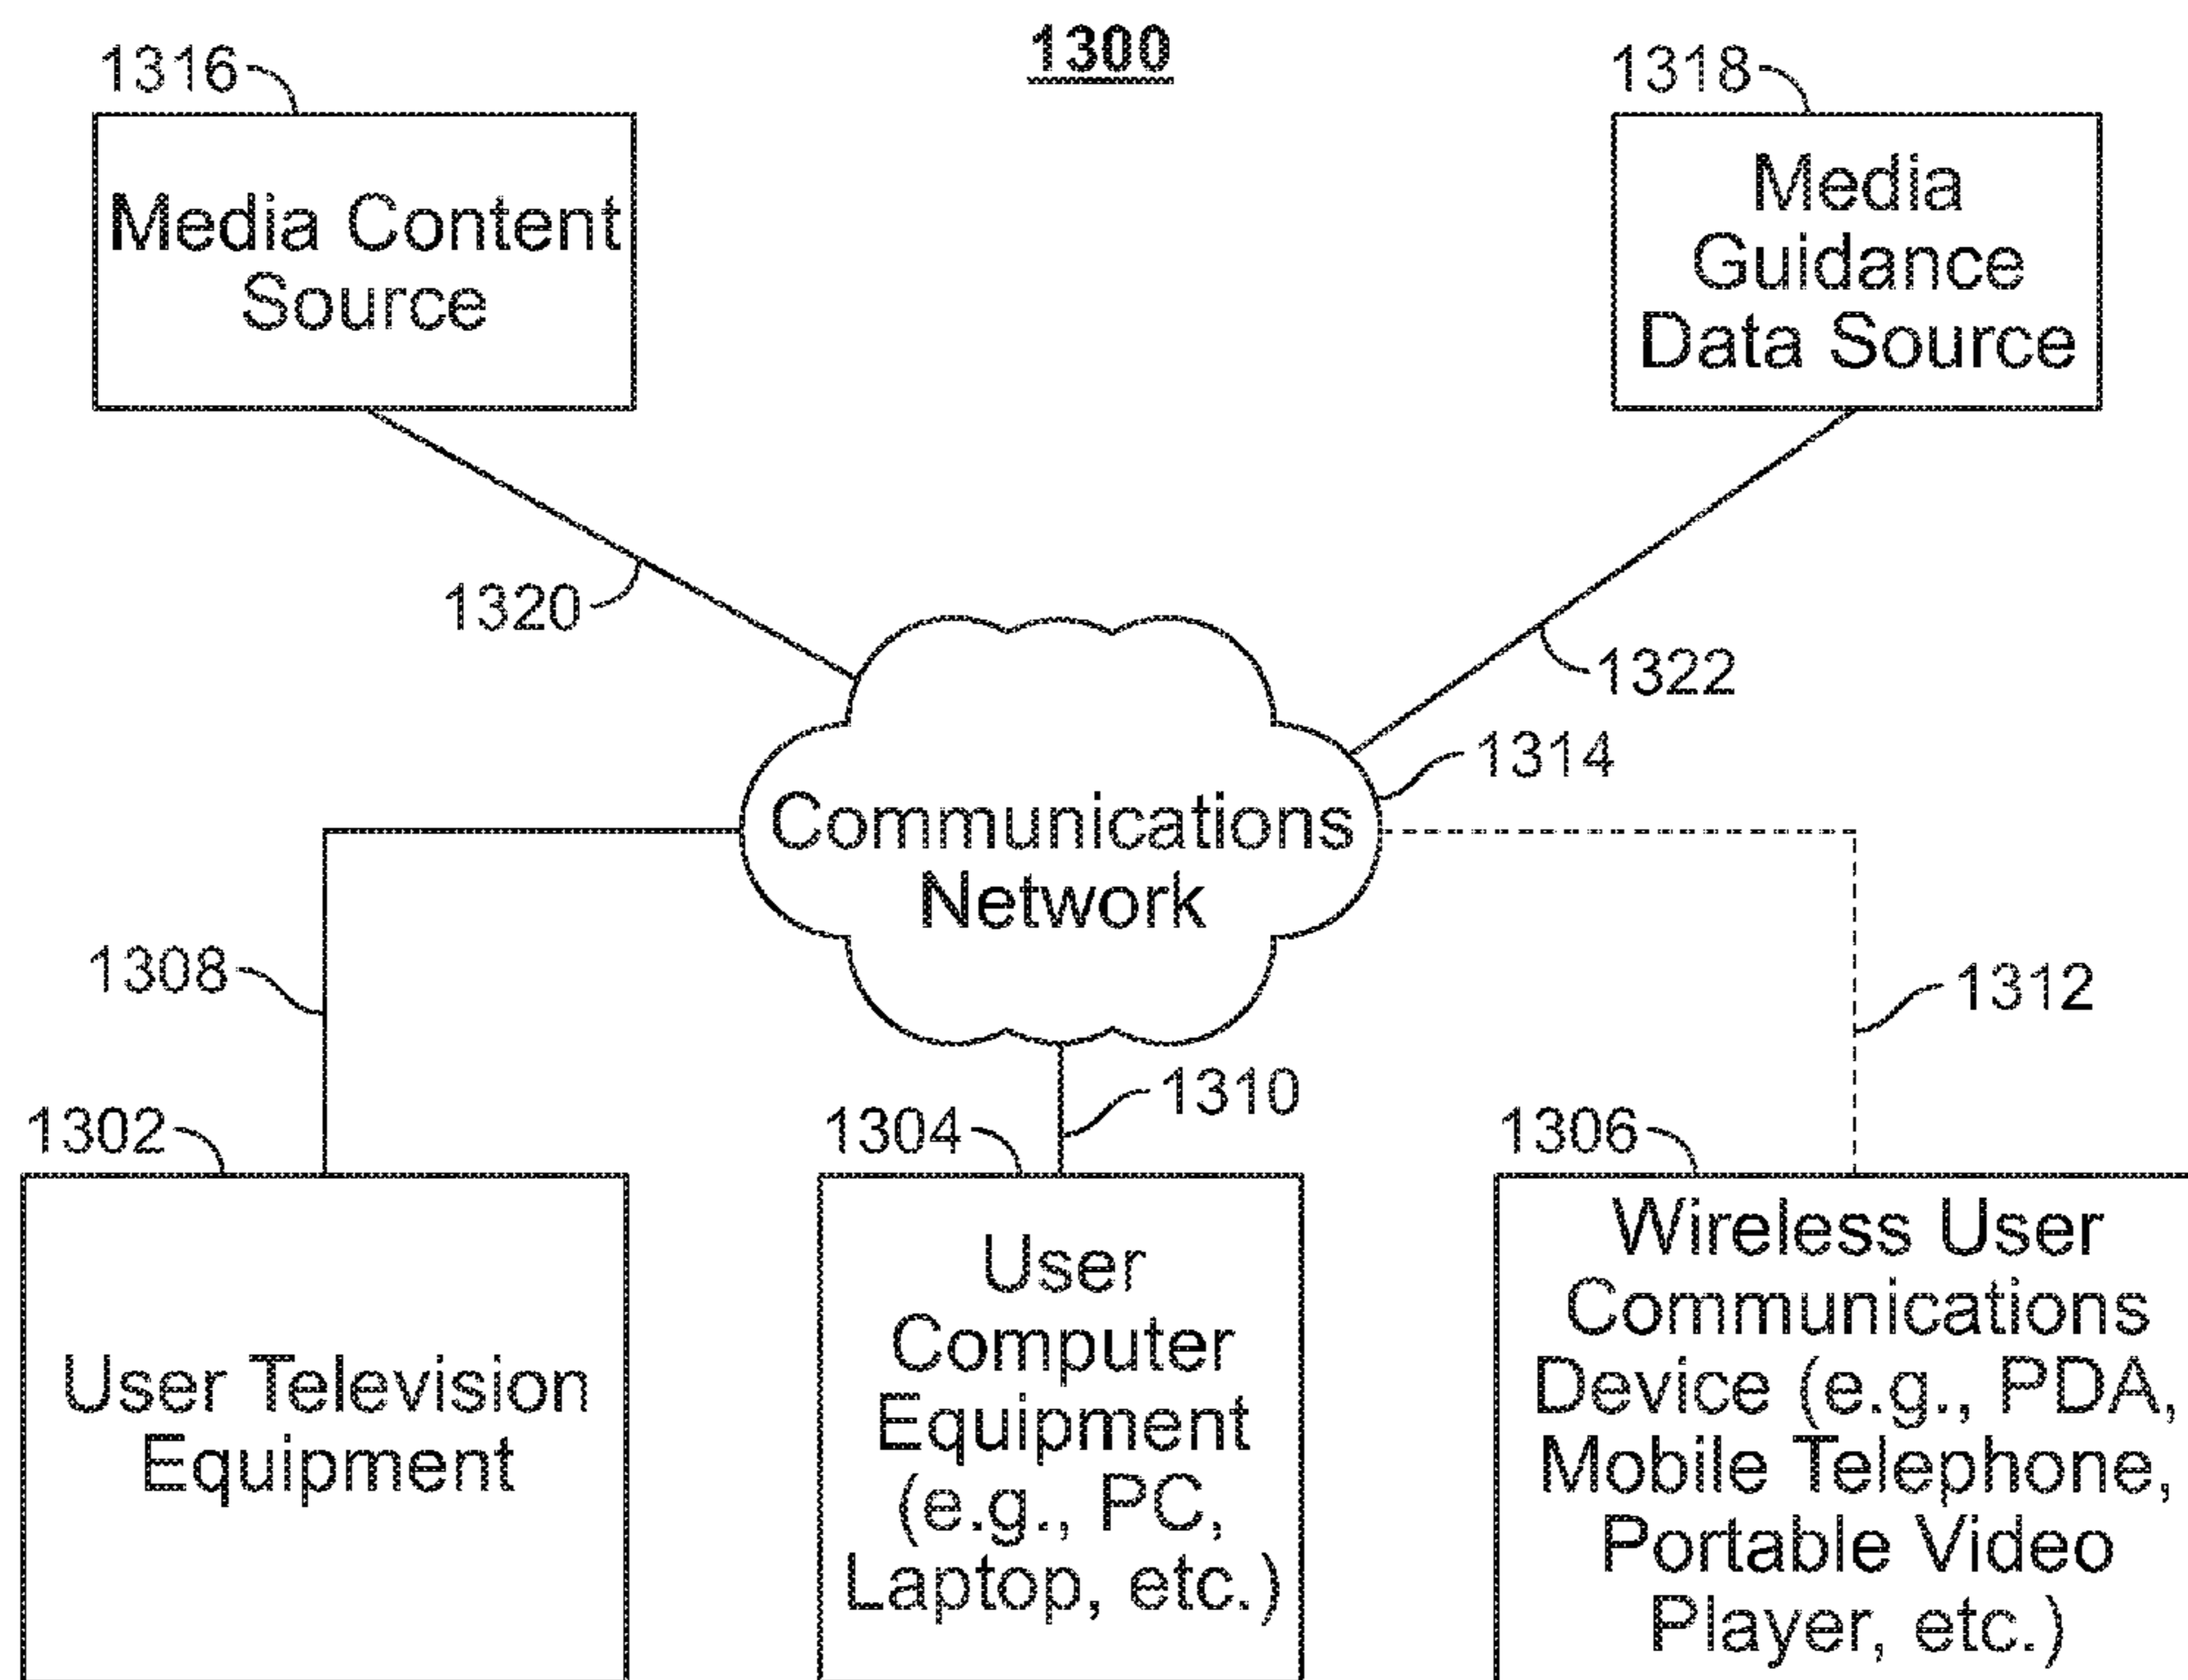 1300
1316
Media Content
Source
1318
Media
Guidance
Data Source
1320
1322
1314
Communications
Network
1308
1312
1310
1302
User Television
Equipment
1304
User
Computer
Equipment
(e.g., PC,
Laptop, etc.)
1306
Wireless User
Communications
Device (e.g., PDA,
Mobile Telephone,
Portable Video
Player, etc.)